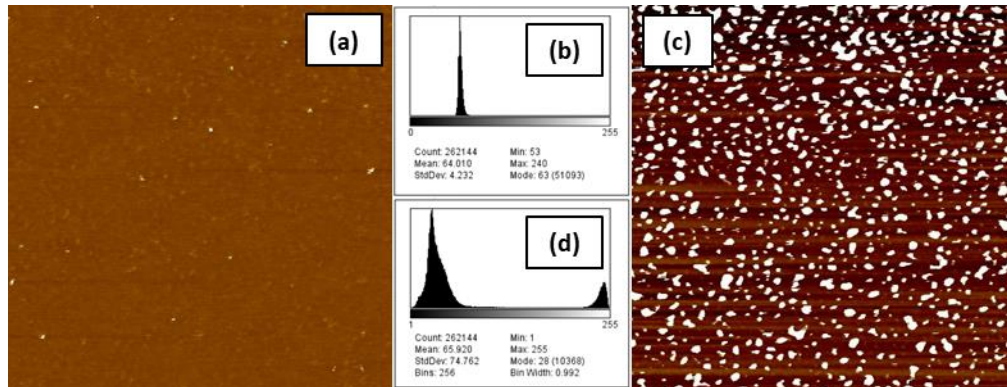 (a)
(b)
0 255
Count: 262144 Min: 53
Mean: 64.010 Max: 240
StdDev: 4.232 Mode: 63 (51093)
(c)
(d)
1 255
Count: 262144 Min: 1
Mean: 65.920 Max: 255
StdDev: 74.762 Mode: 28 (10368)
Bins: 256 Bin Width: 0.992